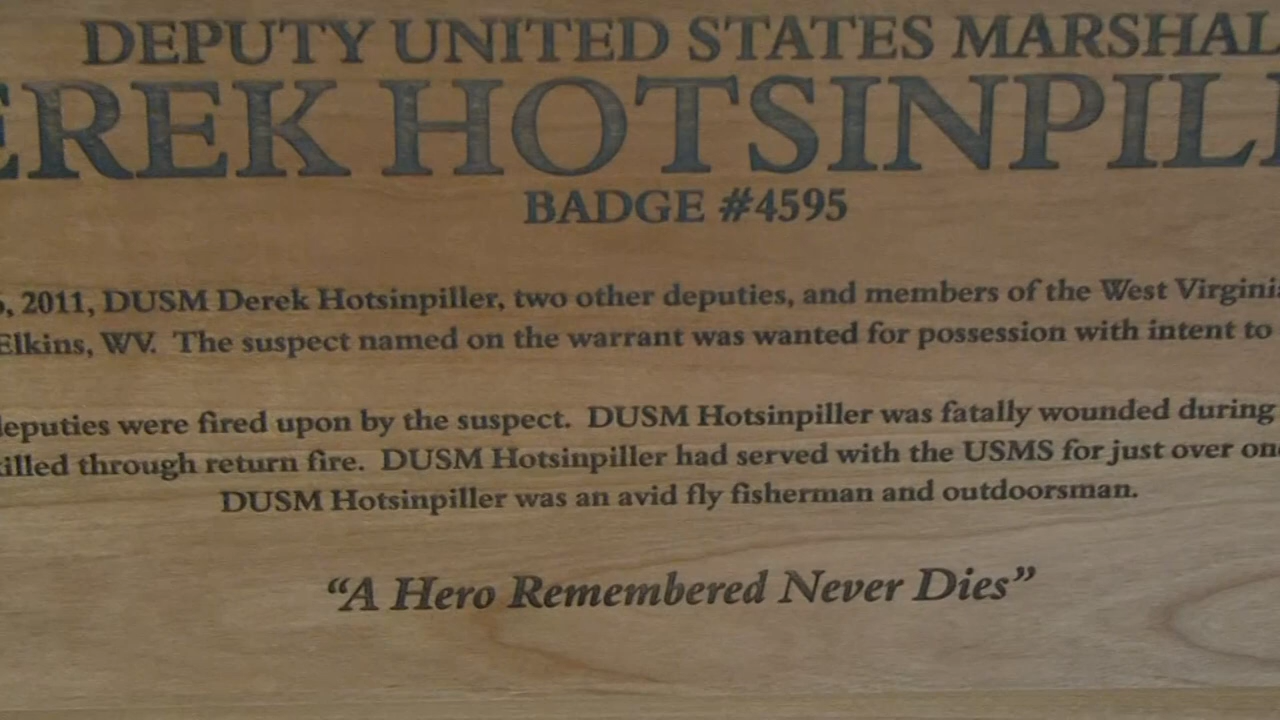 DEPUTY UNITED STATES MARSHAL
EREK HOTSINPILL
BADGE #4595
, 2011, DUSM Derek Hotsinpiller, two other deputies, and members of the West Virginia
Elkins, WV. The suspect named on the warrant was wanted for possession with intent to
deputies were fired upon by the suspect. DUSM Hotsinpiller was fatally wounded during
killed through return fire. DUSM Hotsinpiller had served with the USMS for just over one
DUSM Hotsinpiller was an avid fly fisherman and outdoorsman.
“A Hero Remembered Never Dies”